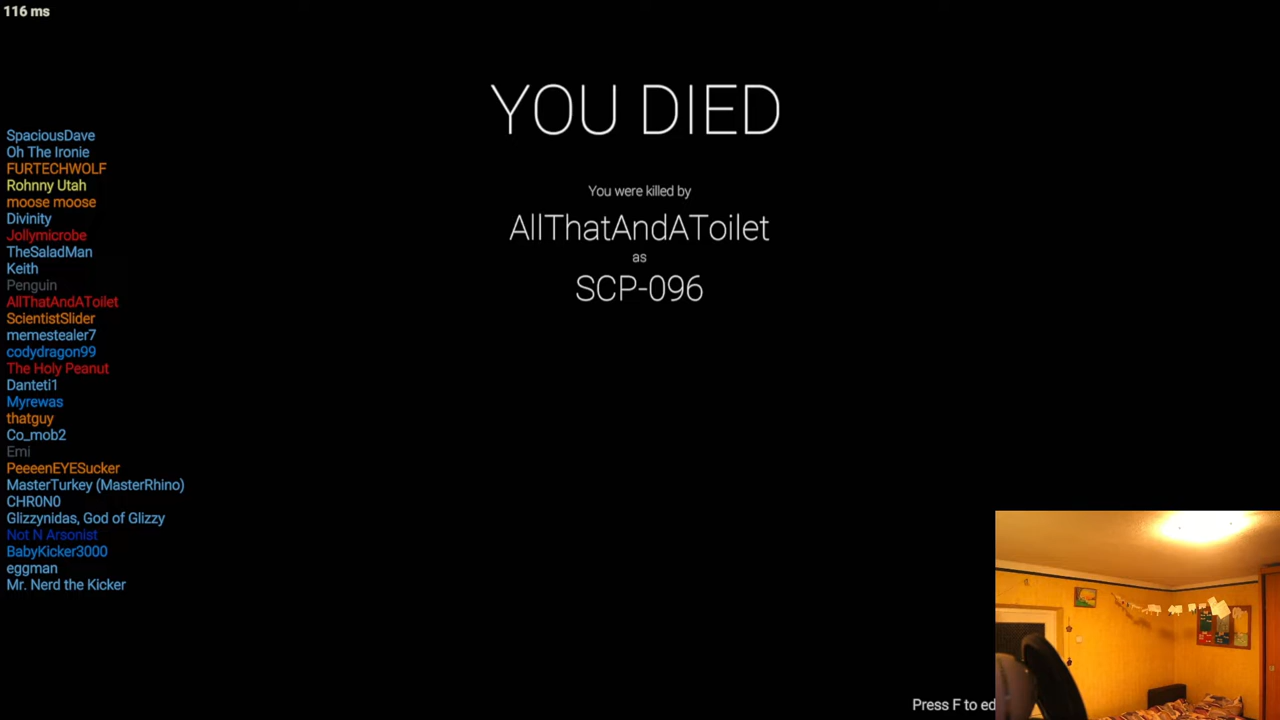 116 ms
YOU DIED
You were killed by
AllThatAndAToilet
as
SCP-096
SpaciousDave
Oh The Ironie
FURTECHWOLF
Rohnny Utah
moose moose
Divinity
Jollymicrobe
TheSaladMan
Keith
Penguin
AllThatAndAToilet
ScientistSlider
memestealer7
codydragon99
The Holy Peanut
Danteti1
Myrewas
thatguy
Co_mob2
Emi
PeeeenEYESucker
MasterTurkey (MasterRhino)
CHR0N0
Glizzynidas, God of Glizzy
Not N Arsonist
BabyKicker3000
eggman
Mr. Nerd the Kicker
Press F to ed